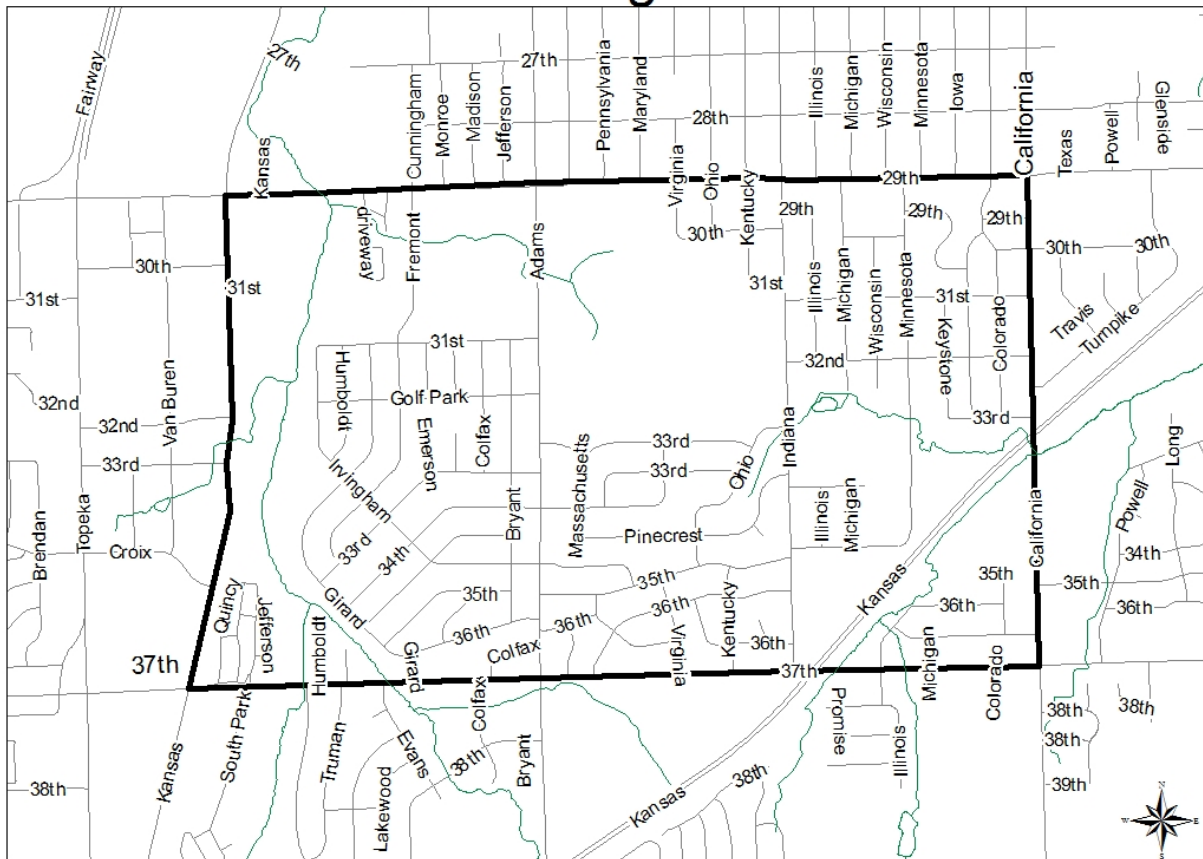 Fairway
27th
27th
Cunningham
Monroe
Madison
Jefferson
Pennsylvania
Maryland
28th
Illinois
Michigan
Wisconsin
Minnesota
Iowa
California
Texas
Powell
Glenside
Kansas
Virginia
Ohio
Kentucky
29th
29th
29th
29th
driveway
Fremont
Adams
30th
30th
30th
30th
31st
31st
31st
Illinois
Michigan
Wisconsin
Minnesota
31st
Keystone
Colorado
Travis
Turnpike
31st
Humboldt
Golf Park
32nd
Van Buren
32nd
32nd
33rd
33rd
Emerson
Colfax
Irvingham
Massachusets
33rd
33rd
Ohio
Indiana
Illinois
Michigan
Long
Powell
Brendan
Topeka
Croix
33rd
34th
Bryant
Pinecrest
California
34th
Quincy
Jefferson
Girard
35th
35th
Kansas
35th
35th
36th
36th
36th
Kentucky
36th
36th
36th
Virginia
Colfax
37th
Humboldt
Girard
37th
Michigan
Colorado
Kansas
South Park
Truman
Evans
Colfax
Bryant
Promise
Illinois
38th
38th
38th
38th
Lakewood
38th
Kansas
38th
39th
W
E
S